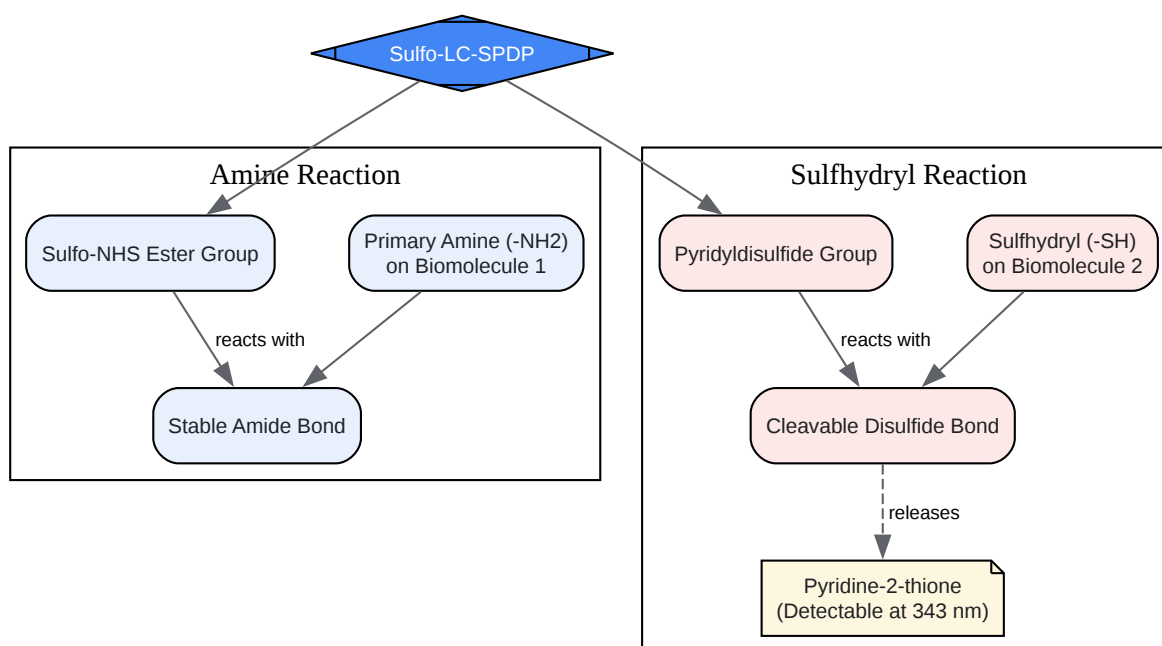 Sulfo-LC-SPDP
Amine Reaction
Sulfhydryl Reaction
Sulfo-NHS Ester Group
Primary Amine (-NH2)
on Biomolecule 1
Pyridyldisulfide Group
Sulfhydryl (-SH)
on Biomolecule 2
reacts with
reacts with
Stable Amide Bond
Cleavable Disulfide Bond
releases
Pyridine-2-thione
(Detectable at 343 nm)